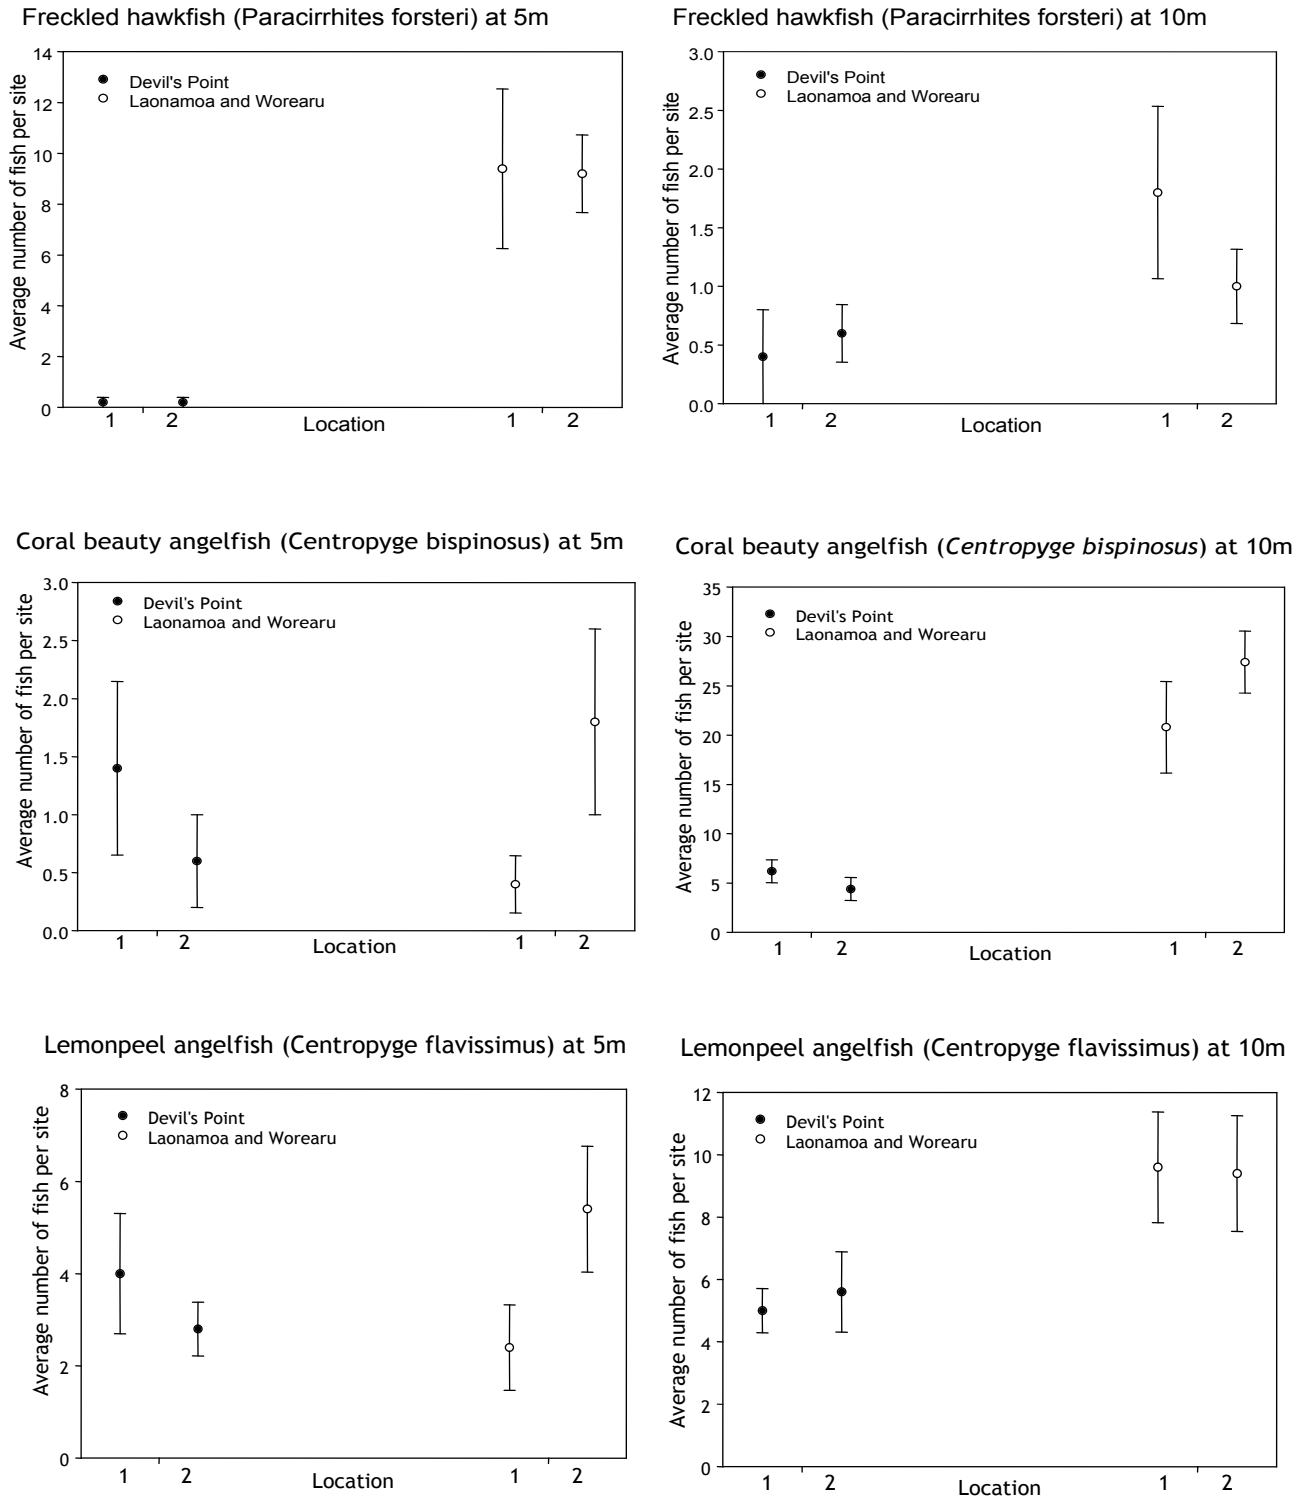 Freckled hawkfish (Paracirrhites forsteri) at 5m
Average number of fish per site
14
12
10
8
6
4
2
0
Devil's Point
Laonamoa and Worearu
1 2 Location 1 2
Freckled hawkfish (Paracirrhites forsteri) at 10m
Average number of fish per site
3.0
2.5
2.0
1.5
1.0
0.5
0.0
Devil's Point
Laonamoa and Worearu
1 2 Location 1 2
Coral beauty angelfish (Centropyge bispinosus) at 5m
Average number of fish per site
3.0
2.5
2.0
1.5
1.0
0.5
0.0
Devil's Point
Laonamoa and Worearu
1 2 Location 1 2
Coral beauty angelfish (Centropyge bispinosus) at 10m
Average number of fish per site
35
30
25
20
15
10
5
0
Devil's Point
Laonamoa and Worearu
1 2 Location 1 2
Lemonpeel angelfish (Centropyge flavissimus) at 5m
Average number of fish per site
8
6
4
2
0
Devil's Point
Laonamoa and Worearu
1 2 Location 1 2
Lemonpeel angelfish (Centropyge flavissimus) at 10m
Average number of fish per site
12
10
8
6
4
2
0
Devil's Point
Laonamoa and Worearu
1 2 Location 1 2